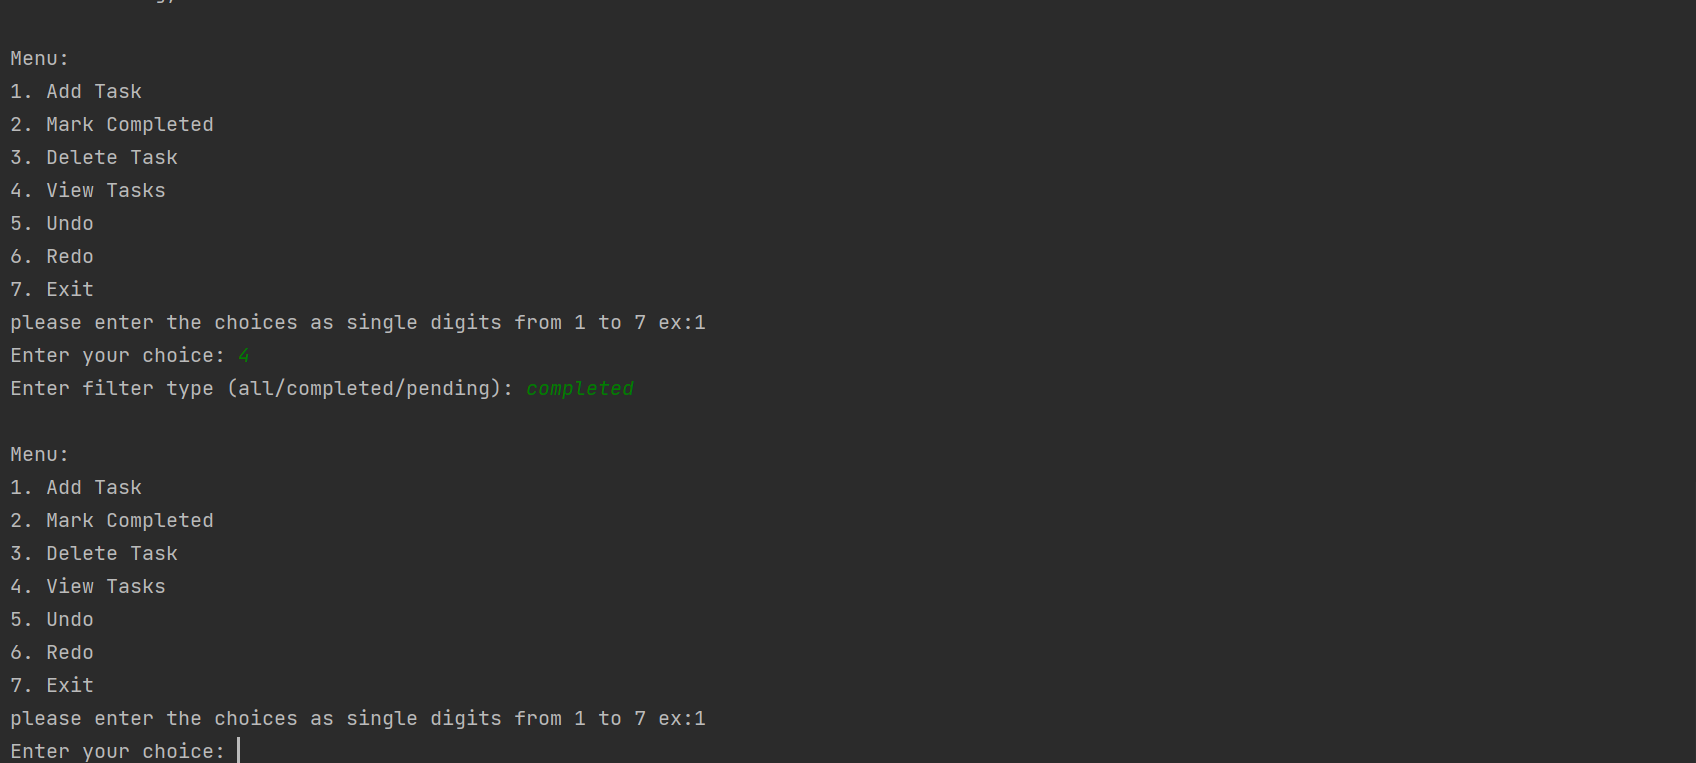 Menu:
1. Add Task
2. Mark Completed
3. Delete Task
4. View Tasks
5. Undo
6. Redo
7. Exit
please enter the choices as single digits from 1 to 7 ex:1
Enter your choice: 4
Enter filter type (all/completed/pending): completed
Menu:
1. Add Task
2. Mark Completed
3. Delete Task
4. View Tasks
5. Undo
6. Redo
7. Exit
please enter the choices as single digits from 1 to 7 ex:1
Enter your choice: